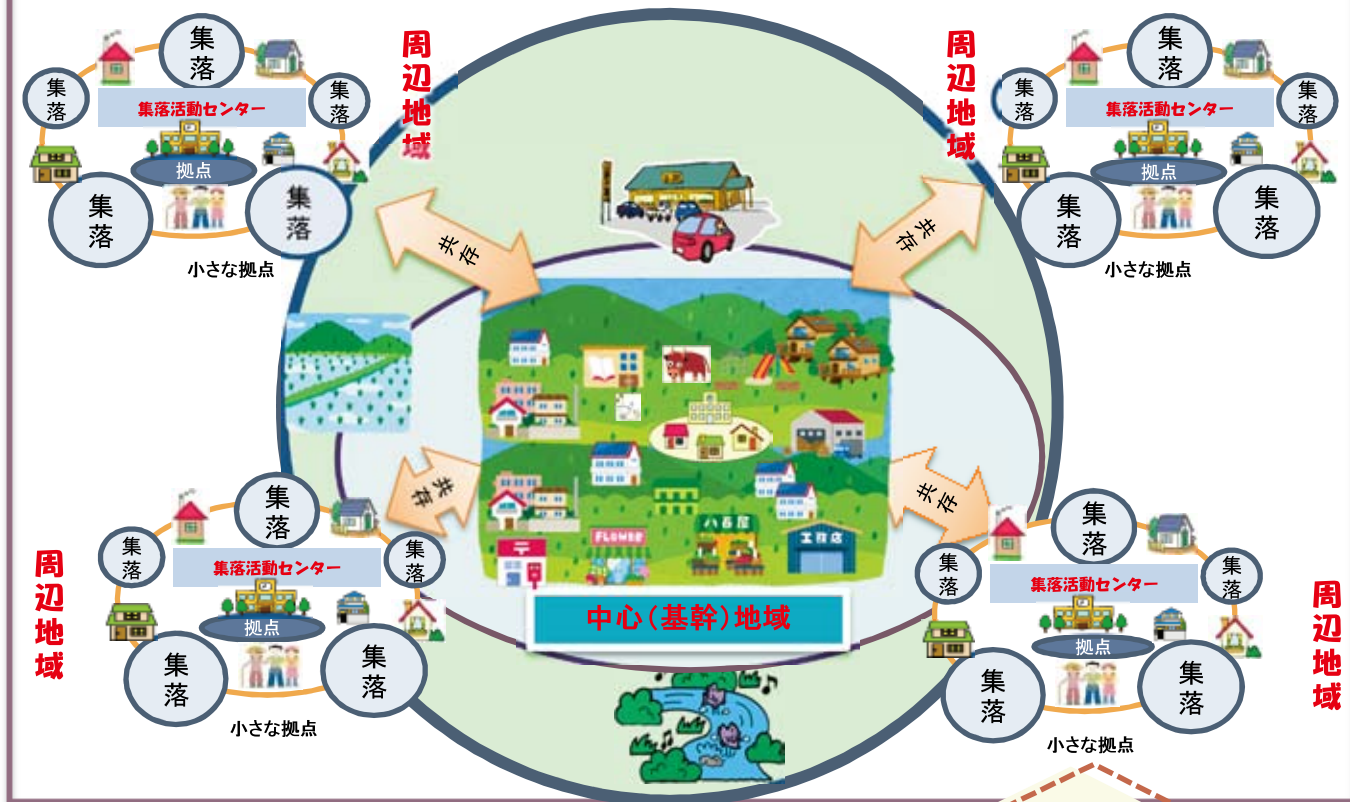 周辺地域
集落
集落
集落
集落活動センター
拠点
集落
集落
小さな拠点
周辺地域
集落
集落
集落
集落活動センター
拠点
集落
集落
小さな拠点
共存
共存
共存
共存
FLOWER
八百屋
工務店
〒
中心(基幹)地域
周辺地域
集落
集落
集落
集落活動センター
拠点
集落
集落
小さな拠点
周辺地域
集落
集落
集落
集落活動センター
拠点
集落
集落
小さな拠点